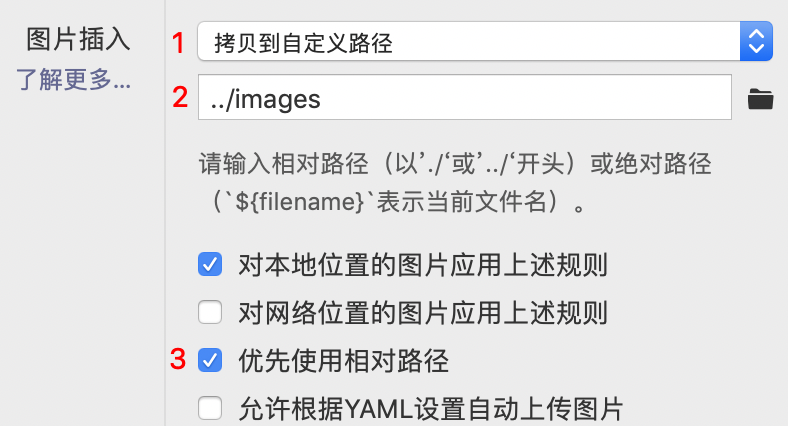 图片插入
1 拷贝到自定义路径
了解更多...
2 ../images
请输入相对路径（以’./‘或’../‘开头）或绝对路径
（`${filename}`表示当前文件名）。
对本地位置的图片应用上述规则
对网络位置的图片应用上述规则
3 优先使用相对路径
允许根据YAML设置自动上传图片